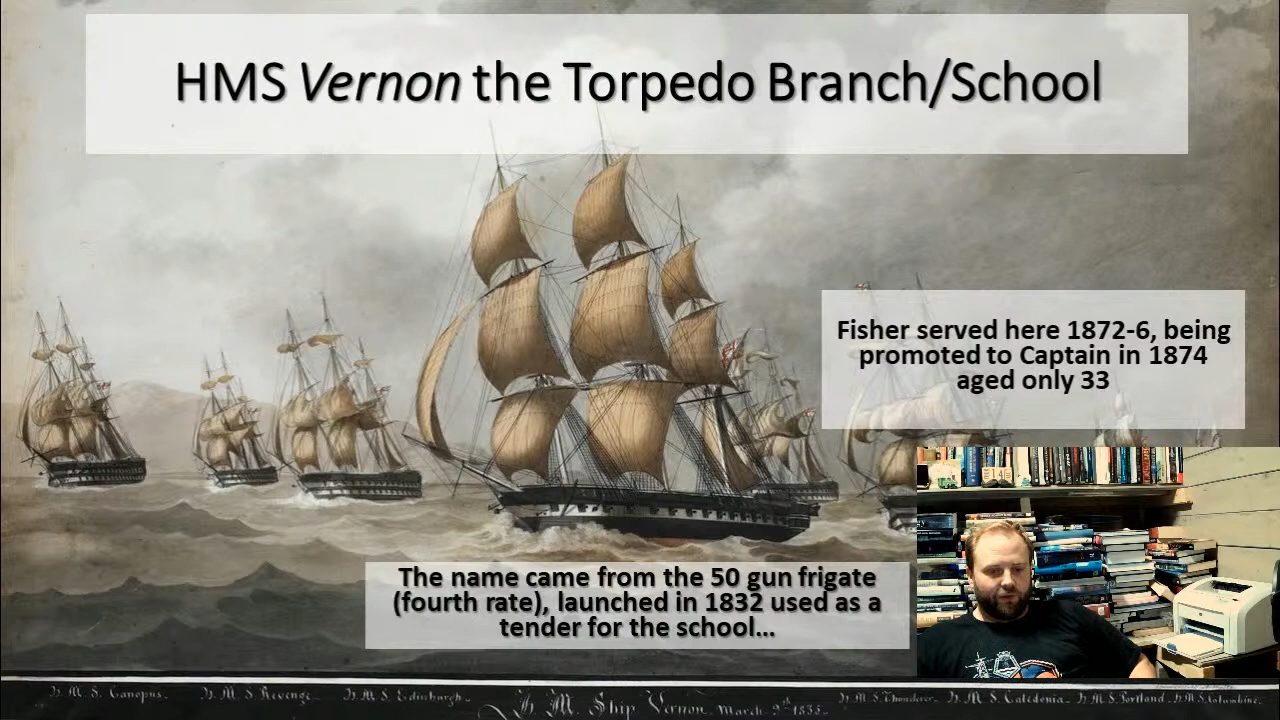 HMS Vernon the Torpedo Branch/School
Fisher served here 1872-6, being
promoted to Captain in 1874
aged only 33
The name came from the 50 gun frigate
(fourth rate), launched in 1832 used as a
tender for the school...
H.M.S. Canopus. H.M.S Revenge H.M.S. Edinburgh. H.M. Ship Vernon. March 9th 1835. H.M.S. Thunderer. H.M.S. Caledonia H.M.S. Portland H.M.S. Columbine.